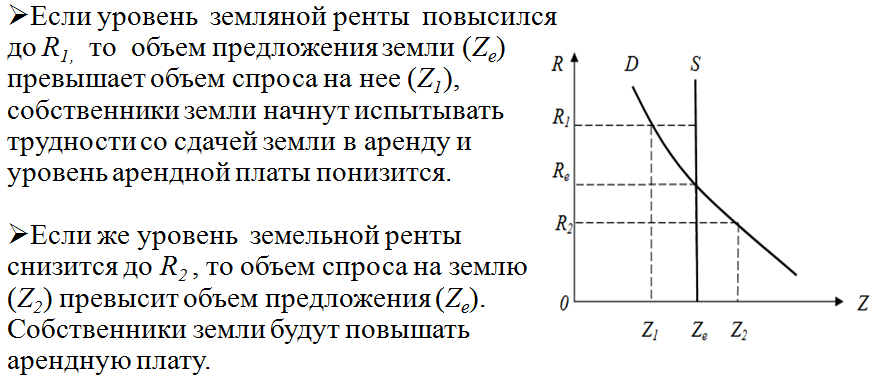 ➢Если уровень земляной ренты повысился
до R1, то объем предложения земли (Ze)
превышает объем спроса на нее (Z1),
собственники земли начнут испытывать
трудности со сдачей земли в аренду и
уровень арендной платы понизится.
➢Если же уровень земельной ренты
снизится до R2 , то объем спроса на землю
(Z2) превысит объем предложения (Ze).
Собственники земли будут повышать
арендную плату.
R D S
R1
Re
R2
0 Z
Z1 Ze Z2